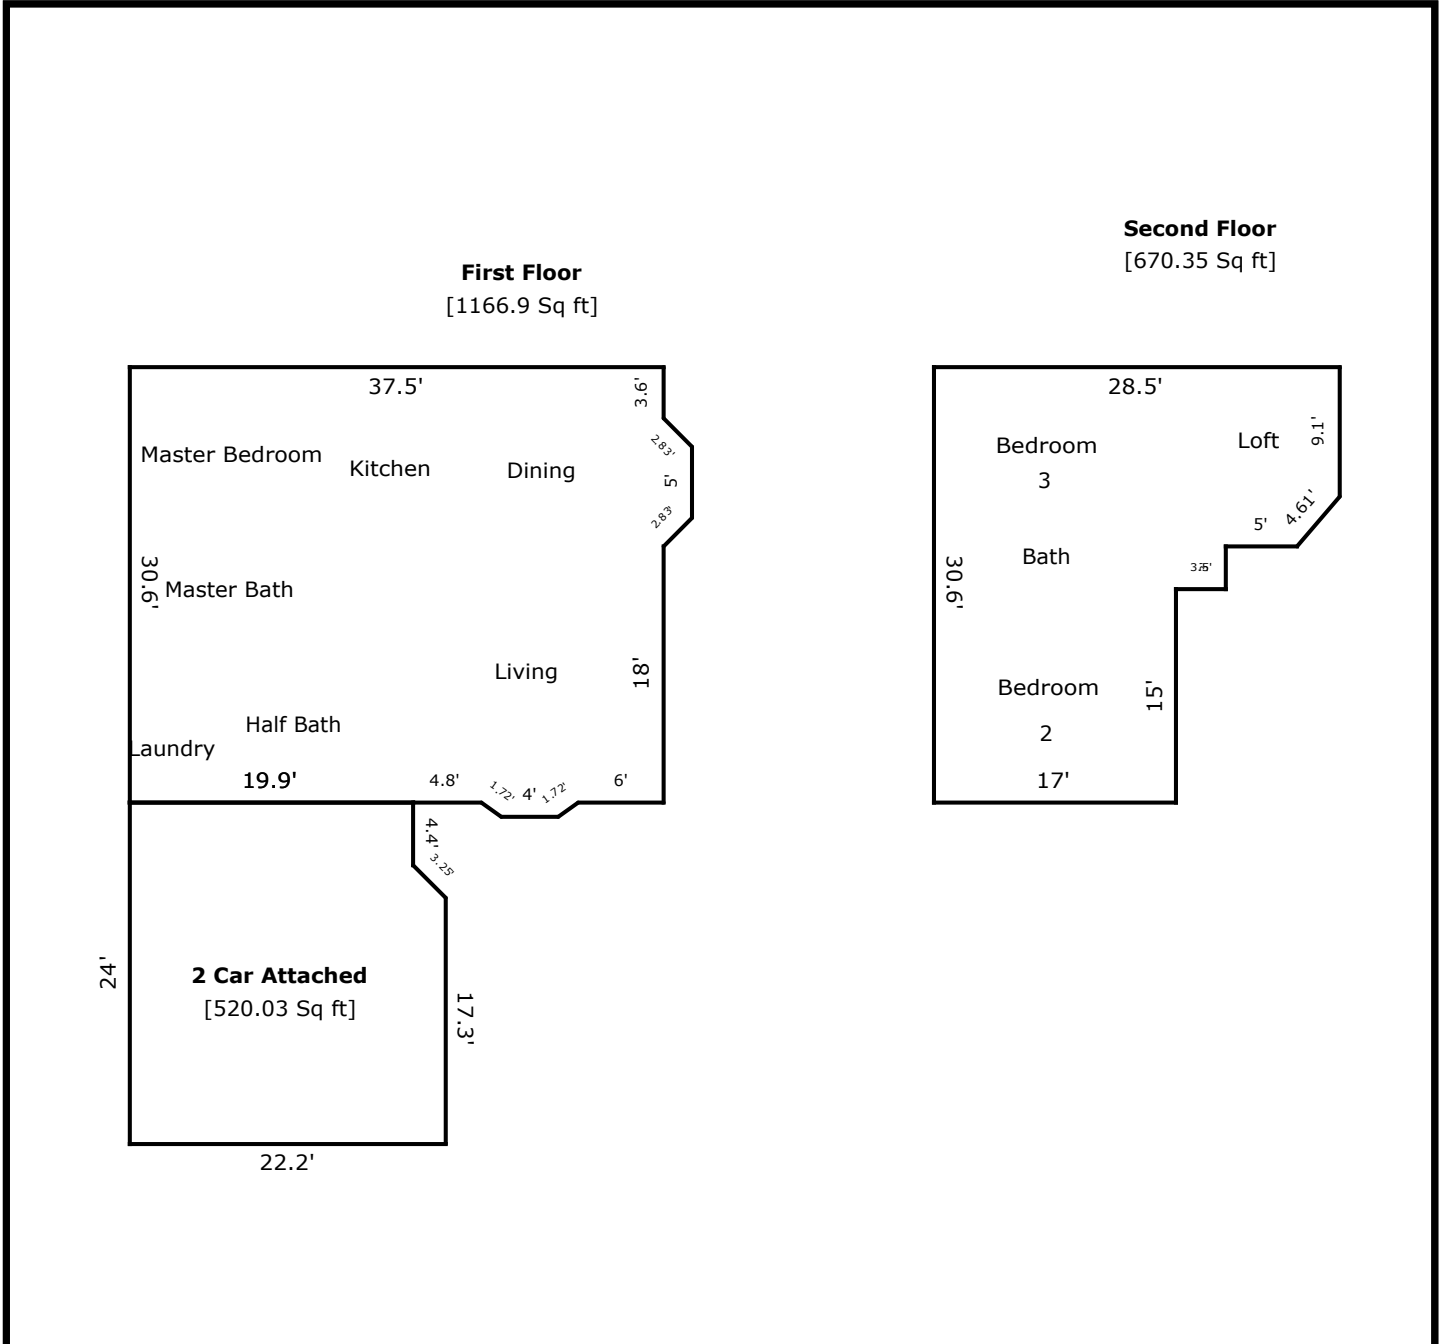 Second Floor
[670.35 Sq ft]
First Floor
[1166.9 Sq ft]
37.5'
3.6'
2.83'
5'
2.83'
Master Bedroom
Kitchen
Dining
30.6'
Master Bath
Living
18'
Half Bath
Laundry
19.9'
4.8'
1.72'
4'
1.72'
6'
4.4'
3.25'
24'
2 Car Attached
[520.03 Sq ft]
17.3'
22.2'
28.5'
Bedroom
3
Loft
9.1'
4.61'
5'
Bath
30.6'
Bedroom
2
15'
17'